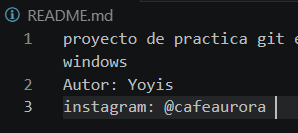 README.md
1 proyecto de practica git e
windows
2 Autor: Yoyis
3 instagram: @cafeaurora